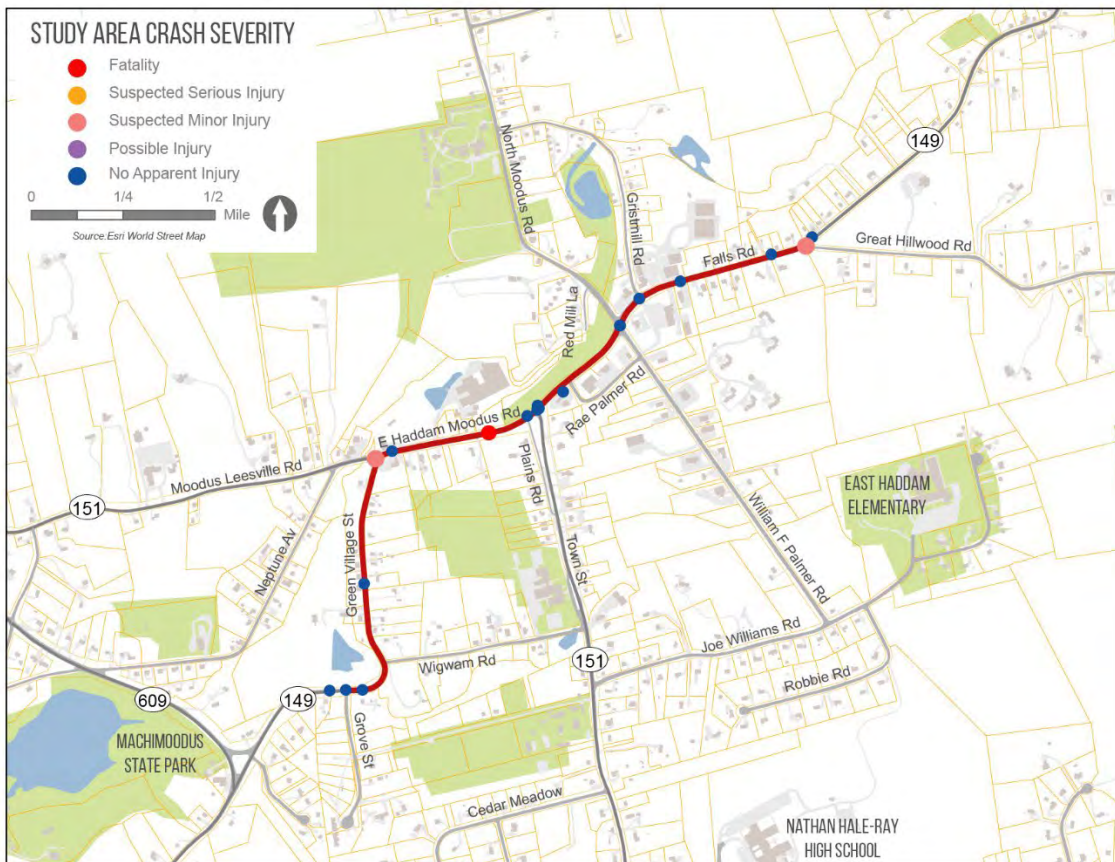 STUDY AREA CRASH SEVERITY
Fatality
Suspected Serious Injury
Suspected Minor Injury
Possible Injury
No Apparent Injury
0 1/4 1/2
Mile
Source:Esri World Street Map
North Moodus Rd
Gristmill Rd
149
Great Hillwood Rd
Falls Rd
Red Mill La
Rae Palmer Rd
E Haddam Moodus Rd
Moodus Leesville Rd
151
Plains Rd
EAST HADDAM
ELEMENTARY
Neptune Av
Green Village St
Town St
William F Palmer Rd
Wigwam Rd
Joe Williams Rd
151
Robbie Rd
609
149
Grove St
MACHIMOODUS
STATE PARK
Cedar Meadow
NATHAN HALE-RAY
HIGH SCHOOL